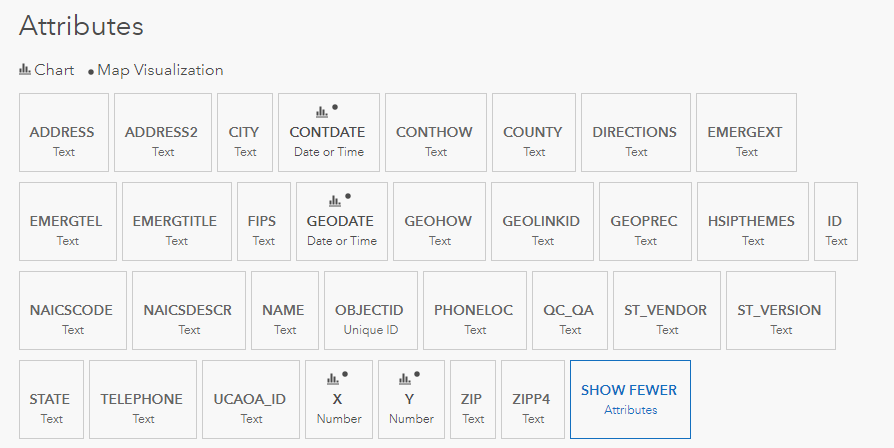 Attributes
Chart Map Visualization
ADDRESS ADDRESS2 CITY CONTDATE CONTHOW COUNTY DIRECTIONS EMERGEXT
Text Text Text Date or Time Text Text Text Text
EMERGTEL EMERGTITLE FIPS GEODATE GEOHOW GEOLINKID GEOPREC HSIPTHEMES ID
Text Text Text Date or Time Text Text Text Text Text
NAICSCODE NAICSDESCR NAME OBJECTID PHONELOC QC_QA ST_VENDOR ST_VERSION
Text Text Text Unique ID Text Text Text Text
STATE TELEPHONE UCAOA_ID X Y ZIP ZIPP4 SHOW FEWER
Text Text Text Number Number Text Text Attributes